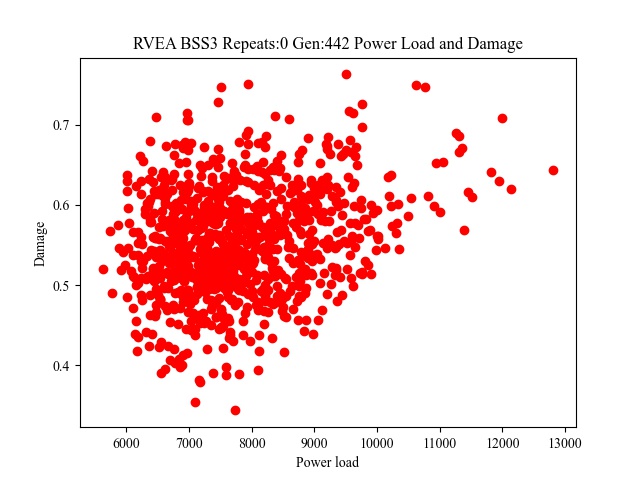 RVEA BSS3 Repeats:0 Gen:442 Power Load and Damage
0.7
0.6
0.5
0.4
Damage
6000 7000 8000 9000 10000 11000 12000 13000
Power load